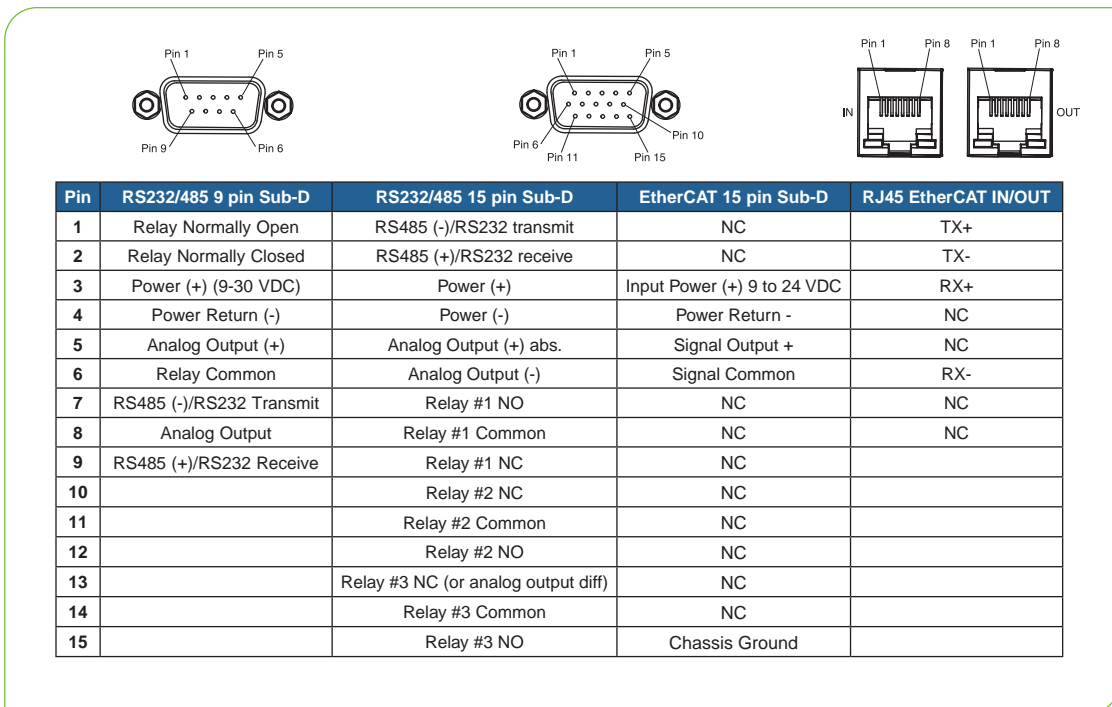 Pin 1 Pin 5
Pin 9 Pin 6
Pin 1 Pin 5
Pin 6 Pin 10
Pin 11 Pin 15
Pin 1 Pin 8 Pin 1 Pin 8
IN OUT
Pin RS232/485 9 pin Sub-D RS232/485 15 pin Sub-D EtherCAT 15 pin Sub-D RJ45 EtherCAT IN/OUT
1 Relay Normally Open RS485 (-)/RS232 transmit NC TX+
2 Relay Normally Closed RS485 (+)/RS232 receive NC TX-
3 Power (+) (9-30 VDC) Power (+) Input Power (+) 9 to 24 VDC RX+
4 Power Return (-) Power (-) Power Return - NC
5 Analog Output (+) Analog Output (+) abs. Signal Output + NC
6 Relay Common Analog Output (-) Signal Common RX-
7 RS485 (-)/RS232 Transmit Relay #1 NO NC NC
8 Analog Output Relay #1 Common NC NC
9 RS485 (+)/RS232 Receive Relay #1 NC NC
10 Relay #2 NC NC
11 Relay #2 Common NC
12 Relay #2 NO NC
13 Relay #3 NC (or analog output diff) NC
14 Relay #3 Common NC
15 Relay #3 NO Chassis Ground